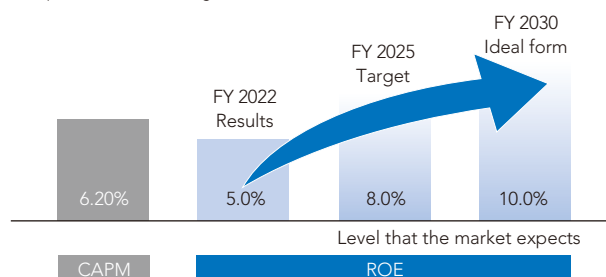 FY 2030
Ideal form
FY 2025
Target
FY 2022
Results
6.20%
5.0%
8.0%
10.0%
Level that the market expects
CAPM
ROE